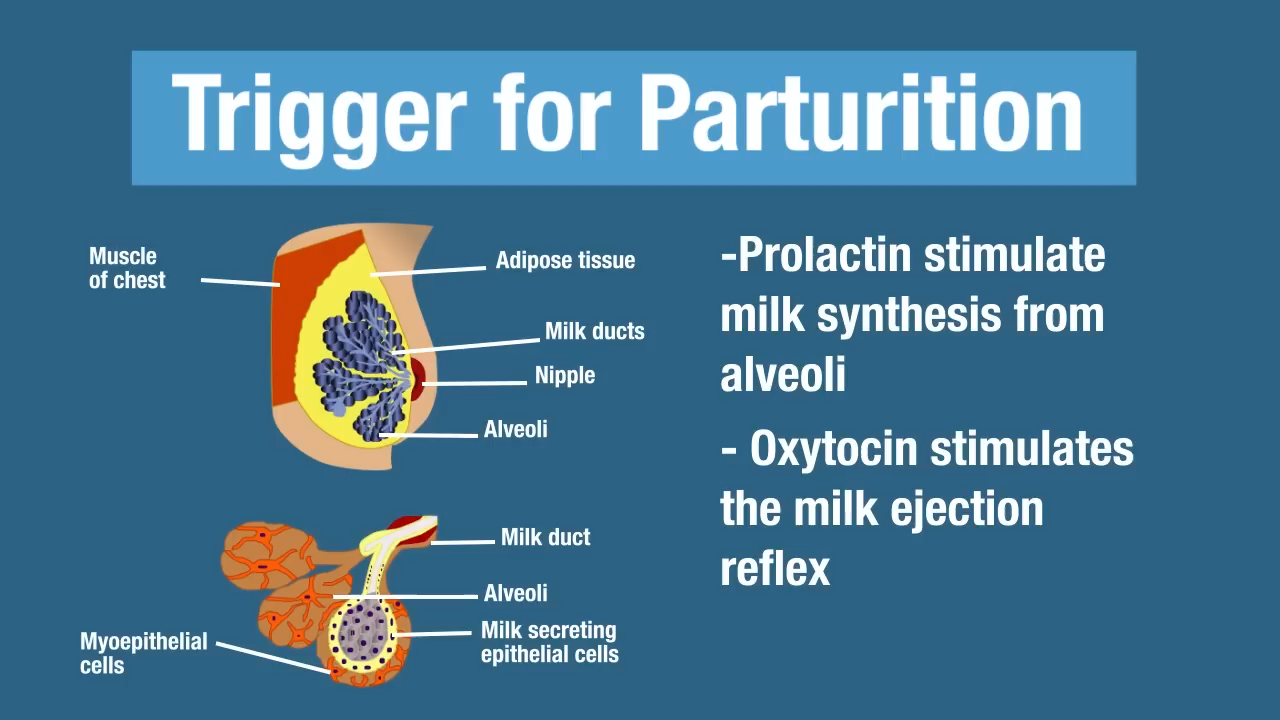 Trigger for Parturition
Muscle
of chest
Adipose tissue
Milk ducts
Nipple
Alveoli
Milk duct
Alveoli
Milk secreting
epithelial cells
Myoepithelial
cells
-Prolactin stimulate
milk synthesis from
alveoli
- Oxytocin stimulates
the milk ejection
reflex